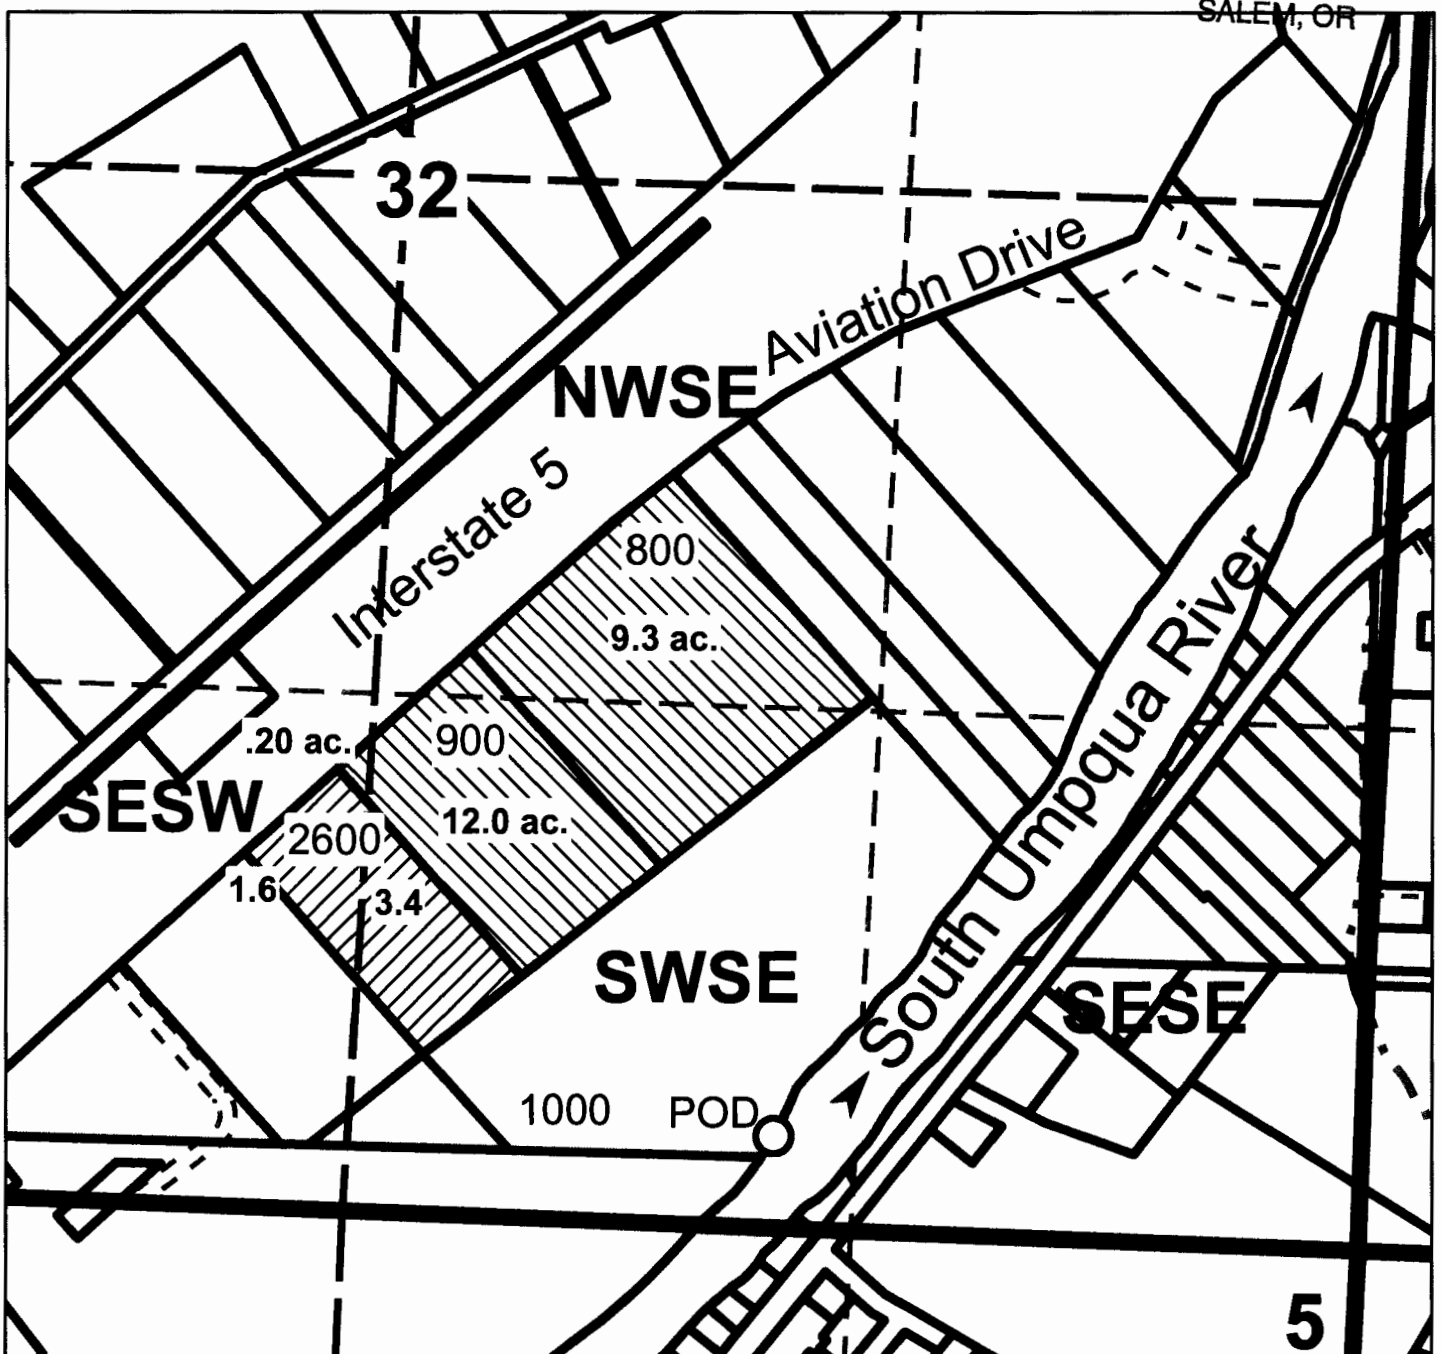 SALEM, OR
32
Aviation Drive
NWSE
Interstate 5
800
9.3 ac.
900
.20 ac.
12.0 ac.
SESW
2600
1.6
3.4
South Umpqua River
SWSE
SESE
1000
POD
5